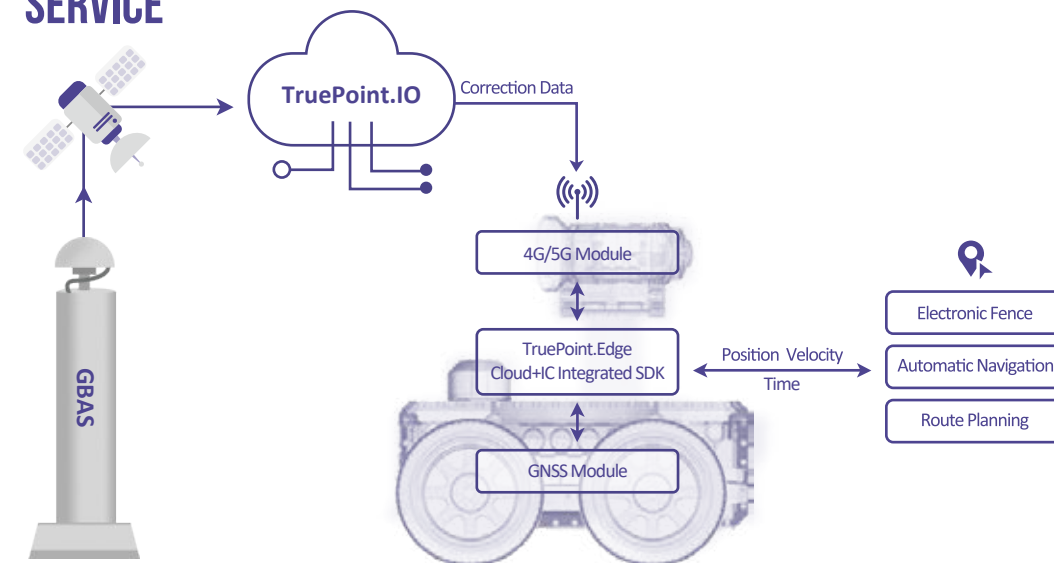 SERVICE
TruePoint.IO
Correction Data
4G/5G Module
TruePoint.Edge
Cloud+IC Integrated SDK
GNSS Module
Position Velocity
Time
Electronic Fence
Automatic Navigation
Route Planning
GBAS